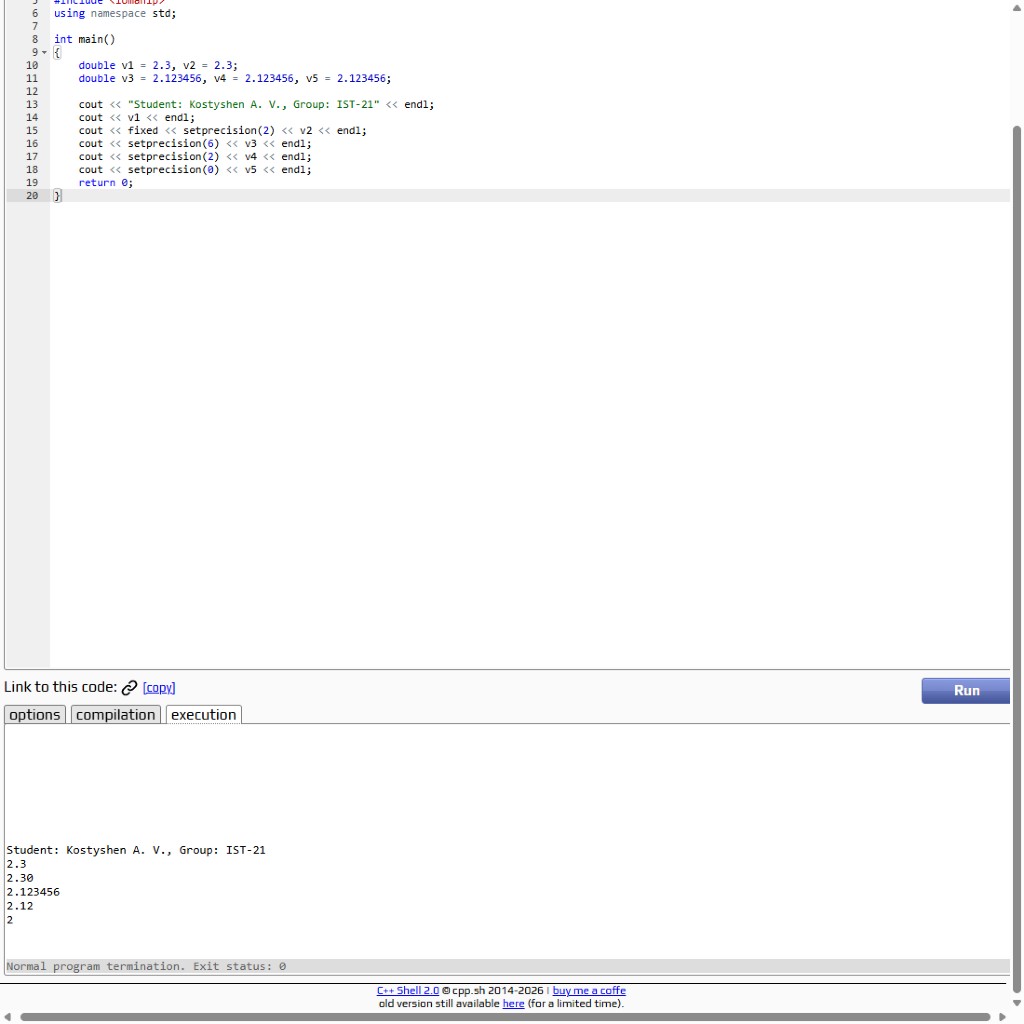 5 #include <iomanip>
6 using namespace std;
7
8 int main()
9 {
10 double v1 = 2.3, v2 = 2.3;
11 double v3 = 2.123456, v4 = 2.123456, v5 = 2.123456;
12
13 cout << "Student: Kostyshen A. V., Group: IST-21" << endl;
14 cout << v1 << endl;
15 cout << fixed << setprecision(2) << v2 << endl;
16 cout << setprecision(6) << v3 << endl;
17 cout << setprecision(2) << v4 << endl;
18 cout << setprecision(0) << v5 << endl;
19 return 0;
20 }
Link to this code: [copy]
Run
options compilation execution
Student: Kostyshen A. V., Group: IST-21
2.3
2.30
2.123456
2.12
2
Normal program termination. Exit status: 0
C++ Shell 2.0 © cpp.sh 2014-2026 | buy me a coffe
old version still available here (for a limited time).